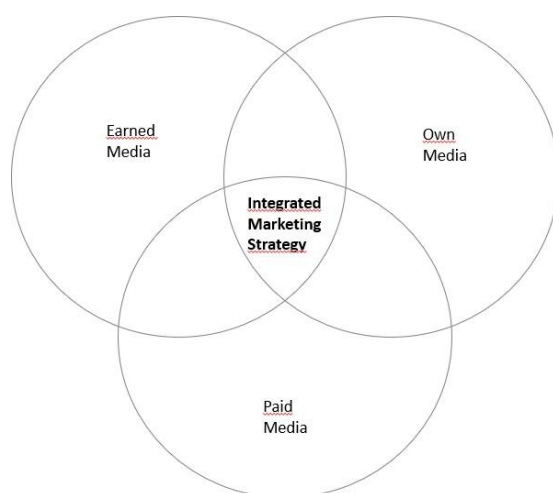 Earned
Media
Own
Media
Integrated
Marketing
Strategy
Paid
Media